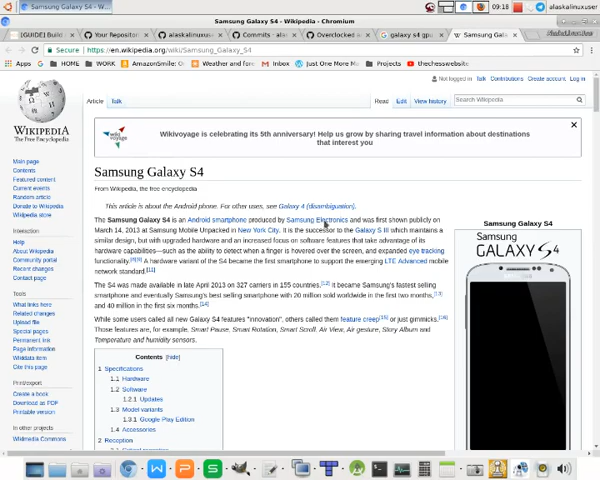 Samsung Galaxy S4 - W...
09:18
alaskalinuxuser
Samsung Galaxy S4 - Wikipedia - Chromium
[GUIDE] Build
Your Repositor
alaskalinuxuse
Commits · alas
Overclocked a
galaxy s4 gpu
Samsung Galax
Secure
https://en.wikipedia.org/wiki/Samsung_Galaxy_S4
Apps
HOME
WORK
AmazonSmile:
Weather and for
Inbox
Just One More M
Projects
thechesswebsite
Not logged in Talk Contributions Create account Log in
Article Talk
Read Edit View history
Search Wikipedia
WIKIPEDIA
The Free Encyclopedia
Wikivoyage is celebrating its 5th anniversary! Help us grow by sharing travel information about destinations
that interest you
Main page
Contents
Featured content
Current events
Random article
Donate to Wikipedia
Wikipedia store
Interaction
Help
About Wikipedia
Community portal
Recent changes
Contact page
Tools
What links here
Related changes
Upload file
Special pages
Permanent link
Page information
Wikidata item
Cite this page
Print/export
Create a book
Download as PDF
Printable version
In other projects
Wikimedia Commons
Samsung Galaxy S4
From Wikipedia, the free encyclopedia
This article is about the Android phone. For other uses, see Galaxy 4 (disambiguation).
The Samsung Galaxy S4 is an Android smartphone produced by Samsung Electronics and was first shown publicly on
March 14, 2013 at Samsung Mobile Unpacked in New York City. It is the successor to the Galaxy S III which maintains a
similar design, but with upgraded hardware and an increased focus on software features that take advantage of its
hardware capabilities—such as the ability to detect when a finger is hovered over the screen, and expanded eye tracking
functionality. A hardware variant of the S4 became the first smartphone to support the emerging LTE Advanced mobile
network standard.[11]
The S4 was made available in late April 2013 on 327 carriers in 155 countries.[12] It became Samsung's fastest selling
smartphone and eventually Samsung's best selling smartphone with 20 million sold worldwide in the first two months,[13]
and 40 million in the first six months.[14]
While some users called all new Galaxy S4 features "innovation", others called them feature creep[15] or just gimmicks.[16]
Those features are, for example, Smart Pause, Smart Rotation, Smart Scroll, Air View, Air gesture, Story Album and
Temperature and humidity sensors.
Contents [hide]
1 Specifications
1.1 Hardware
1.2 Software
1.2.1 Updates
1.3 Model variants
1.3.1 Google Play Edition
1.4 Accessories
2 Reception
Samsung Galaxy S4
SAMSUNG
GALAXY S4
SAMSUNG